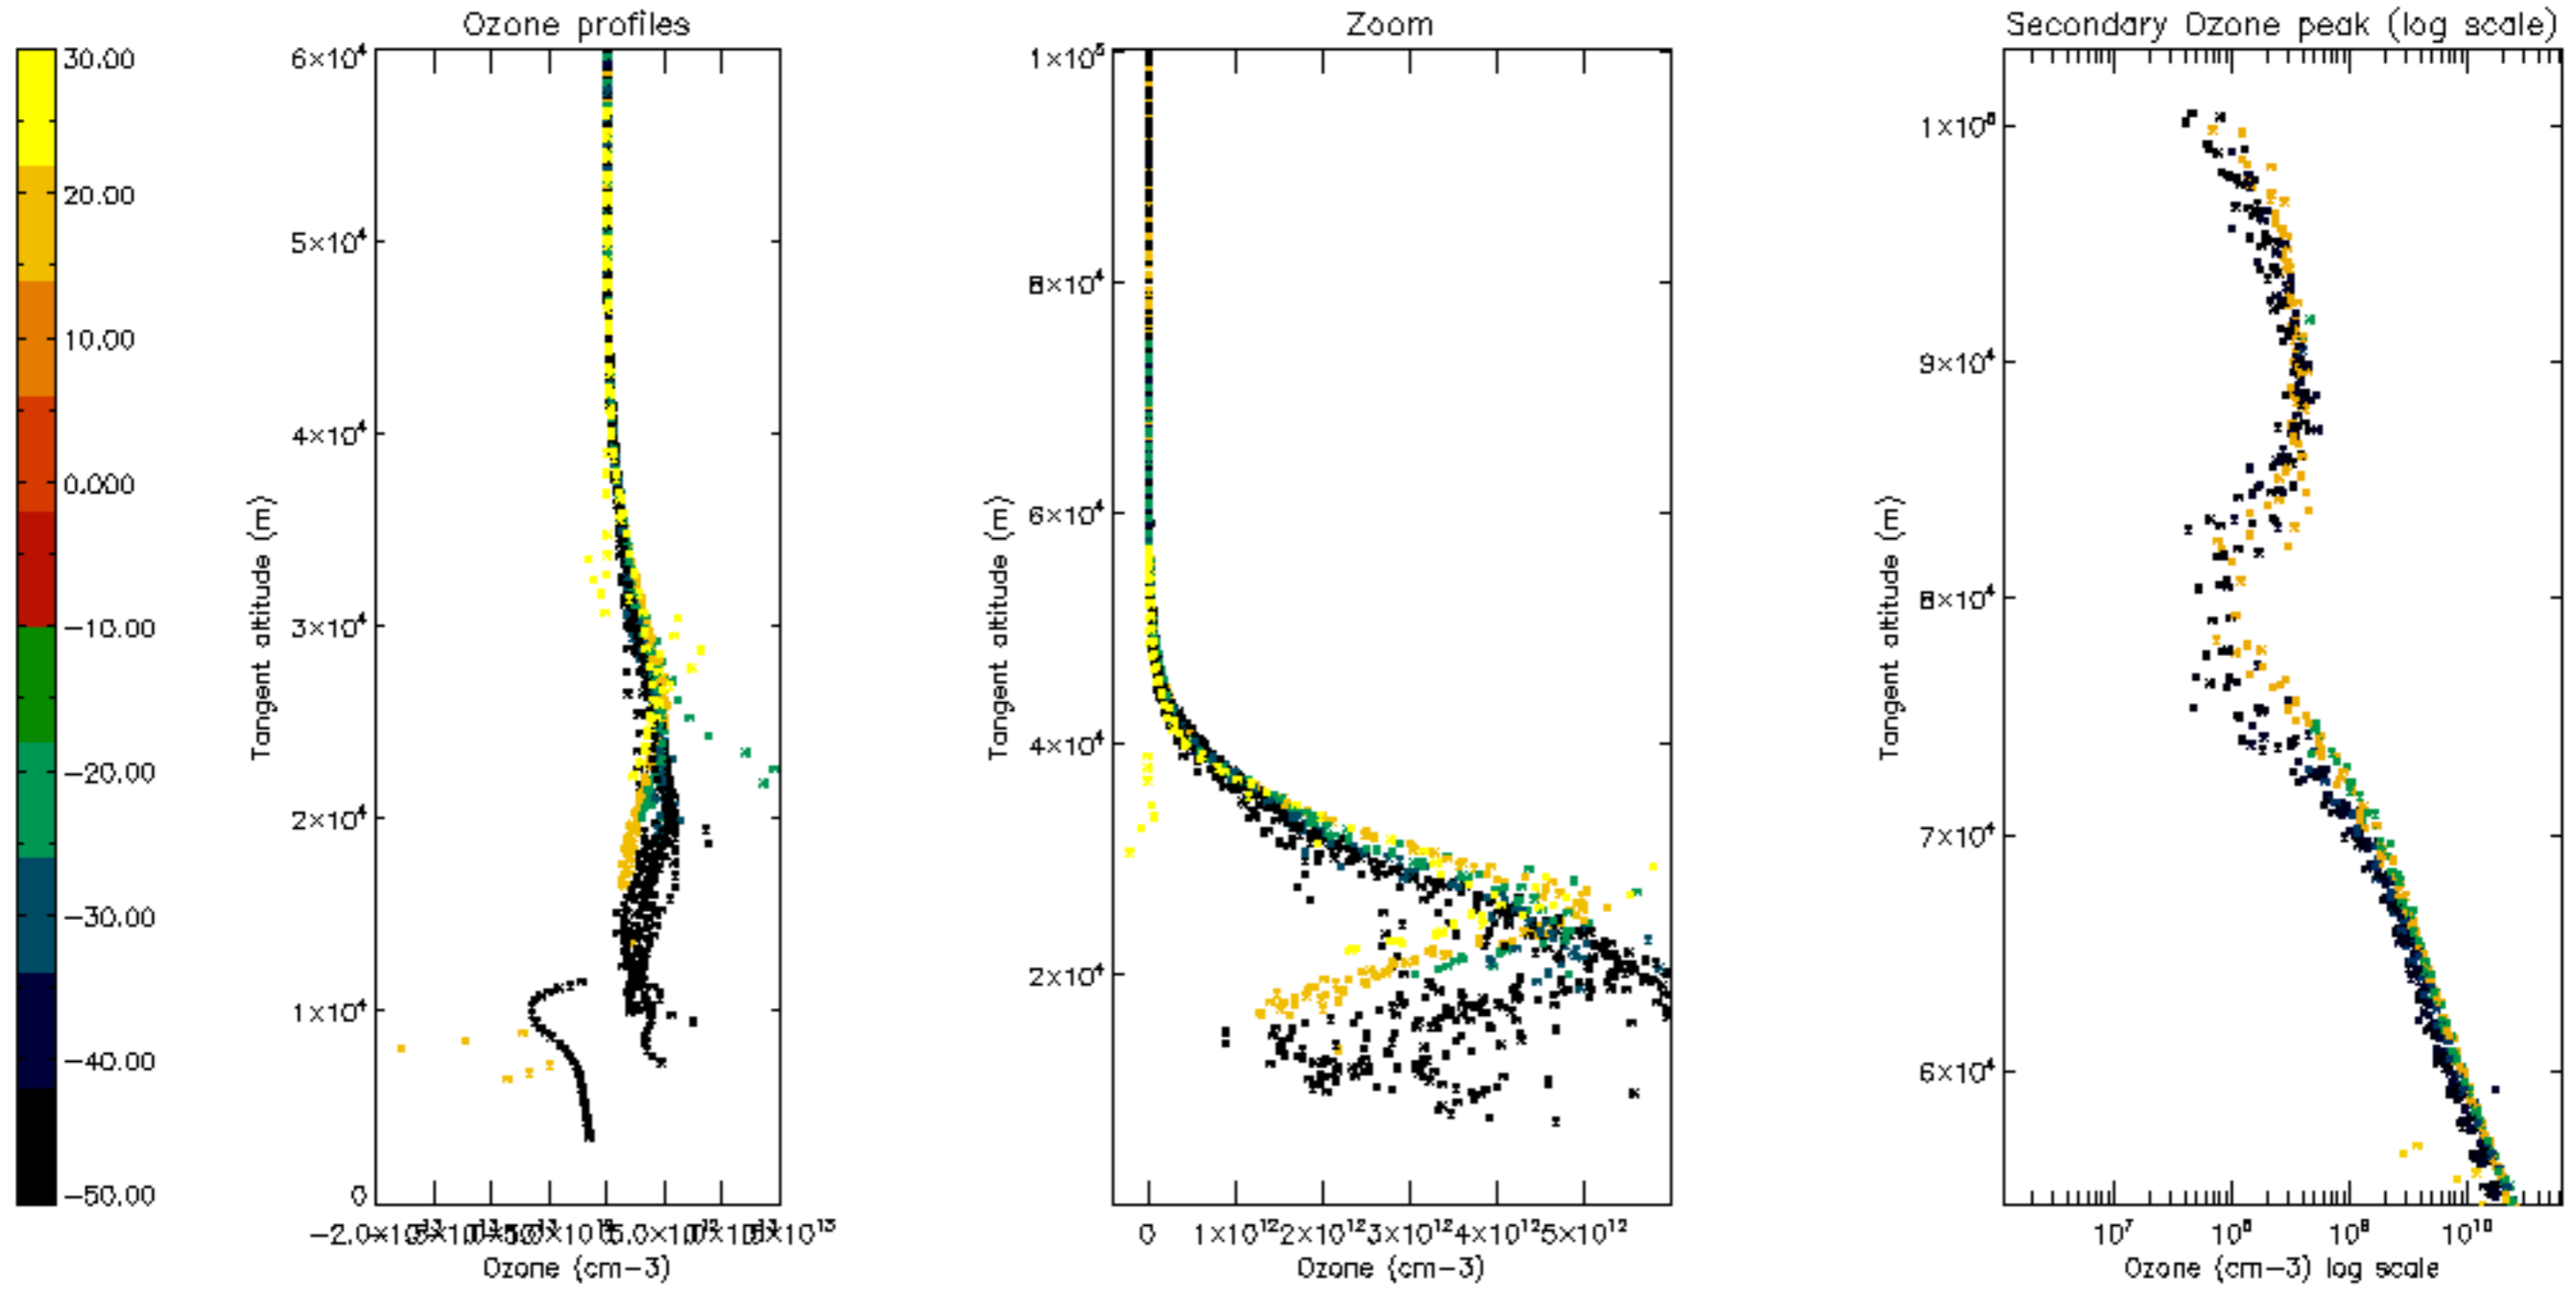 Ozone profiles
Zoom
Secondary Ozone peak (log scale)
30.00
20.00
10.00
0.000
−10.00
−20.00
−30.00
−40.00
−50.00
6×10⁴
5×10⁴
4×10⁴
3×10⁴
2×10⁴
1×10⁴
0
Tangent altitude (m)
Ozone (cm−3)
1×10⁵
8×10⁴
6×10⁴
4×10⁴
2×10⁴
Tangent altitude (m)
0 1×10¹² 2×10¹² 3×10¹² 4×10¹² 5×10¹²
Ozone (cm−3)
1×10⁵
9×10⁴
8×10⁴
7×10⁴
6×10⁴
Tangent altitude (m)
10⁷ 10⁸ 10⁹ 10¹⁰
Ozone (cm−3) log scale